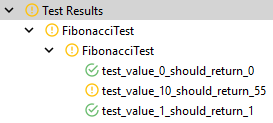 Test Results
FibonacciTest
FibonacciTest
test_value_0_should_return_0
test_value_10_should_return_55
test_value_1_should_return_1